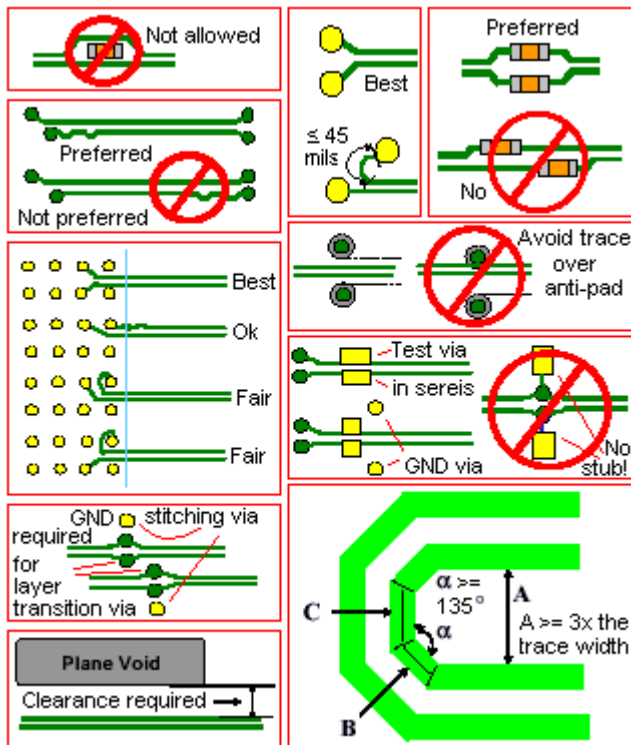 Not allowed
Preferred
Not preferred
Best
≤ 45
mils
Preferred
No
Best
Ok
Fair
Fair
Avoid trace
over
anti-pad
Test via
in sereis
GND via
No
stub!
GND stitching via
required
for
layer
transition via
Plane Void
Clearance required
α >=
135°
α
A
A >= 3x the
trace width
C
B